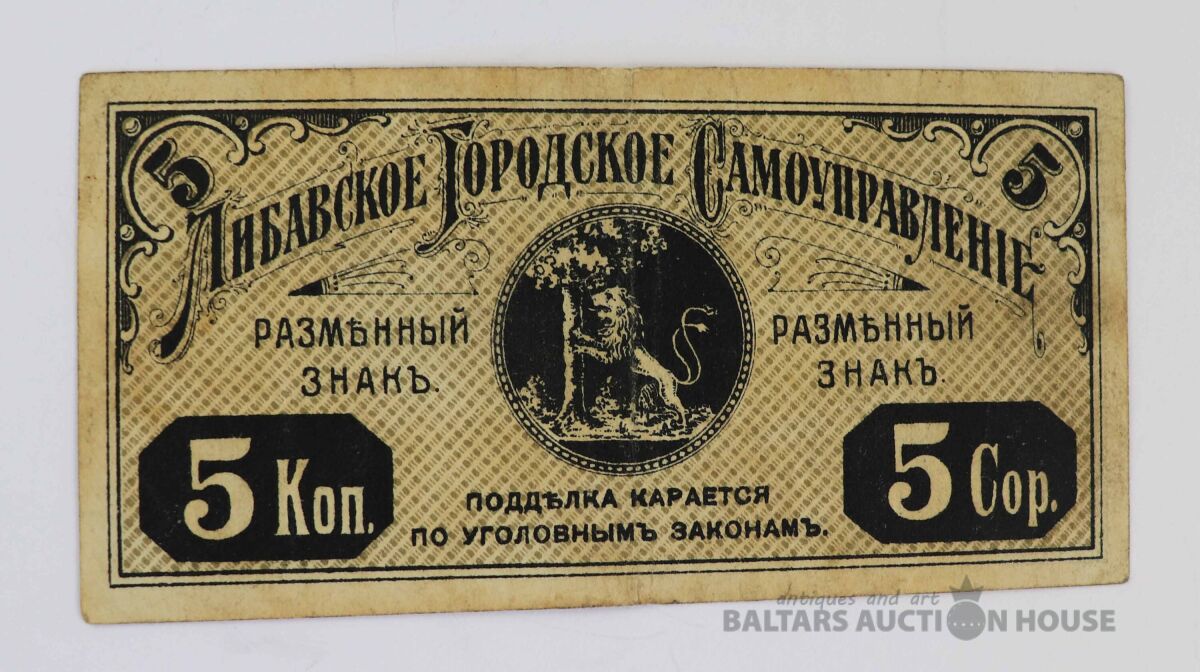 5 5
Либавское Городское Самоуправленіе
РАЗМѢННЫЙ
ЗНАКЪ.
РАЗМѢННЫЙ
ЗНАКЪ.
5 Коп.
ПОДДѢЛКА КАРАЕТСЯ
ПО УГОЛОВНЫМЪ ЗАКОНАМЪ.
5 Cop.
antiques and art
BALTARS AUCTION HOUSE